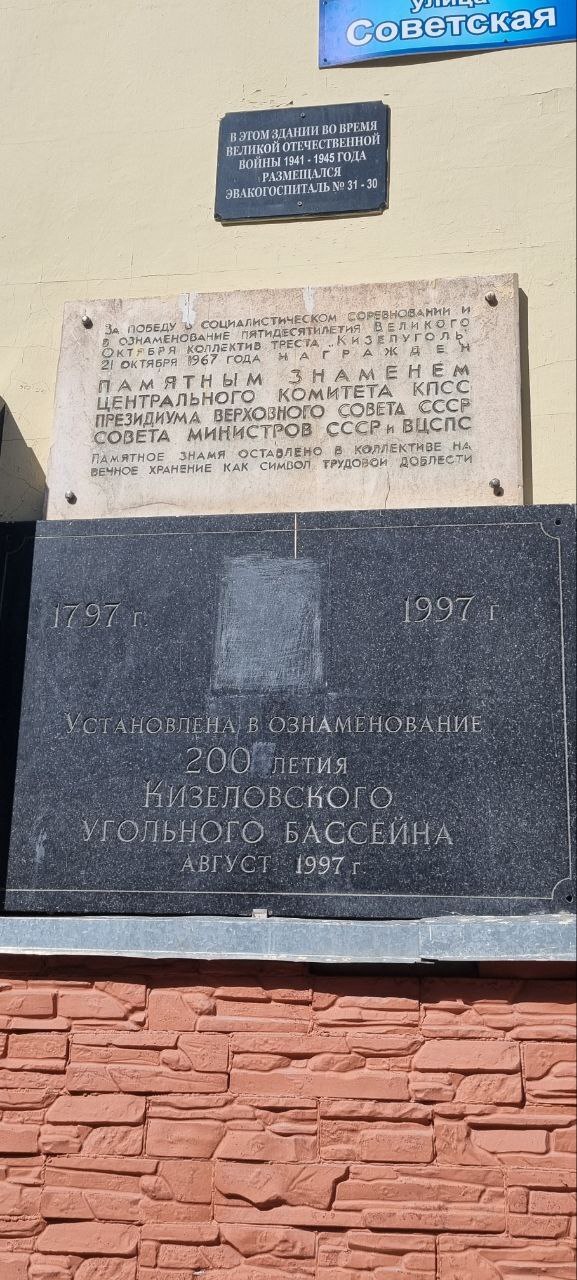 улица
Советская
В ЭТОМ ЗДАНИИ ВО ВРЕМЯ
ВЕЛИКОЙ ОТЕЧЕСТВЕННОЙ
ВОЙНЫ 1941 - 1945 ГОДА
РАЗМЕЩАЛСЯ
ЭВАКОГОСПИТАЛЬ № 31 - 30
ЗА ПОБЕДУ В СОЦИАЛИСТИЧЕСКОМ СОРЕВНОВАНИИ И
В ОЗНАМЕНОВАНИЕ ПЯТИДЕСЯТИЛЕТИЯ ВЕЛИКОГО
ОКТЯБРЯ КОЛЛЕКТИВ ТРЕСТА „КИЗЕЛУГОЛЬ"
21 ОКТЯБРЯ 1967 ГОДА НАГРАЖДЕН
ПАМЯТНЫМ ЗНАМЕНЕМ
ЦЕНТРАЛЬНОГО КОМИТЕТА КПСС
ПРЕЗИДИУМА ВЕРХОВНОГО СОВЕТА СССР
СОВЕТА МИНИСТРОВ СССР и ВЦСПС
ПАМЯТНОЕ ЗНАМЯ ОСТАВЛЕНО В КОЛЛЕКТИВЕ НА
ВЕЧНОЕ ХРАНЕНИЕ КАК СИМВОЛ ТРУДОВОЙ ДОБЛЕСТИ
1797 г. 1997 г
УСТАНОВЛЕНА В ОЗНАМЕНОВАНИЕ
200 ЛЕТИЯ
КИЗЕЛОВСКОГО
УГОЛЬНОГО БАССЕЙНА
АВГУСТ 1997 г.